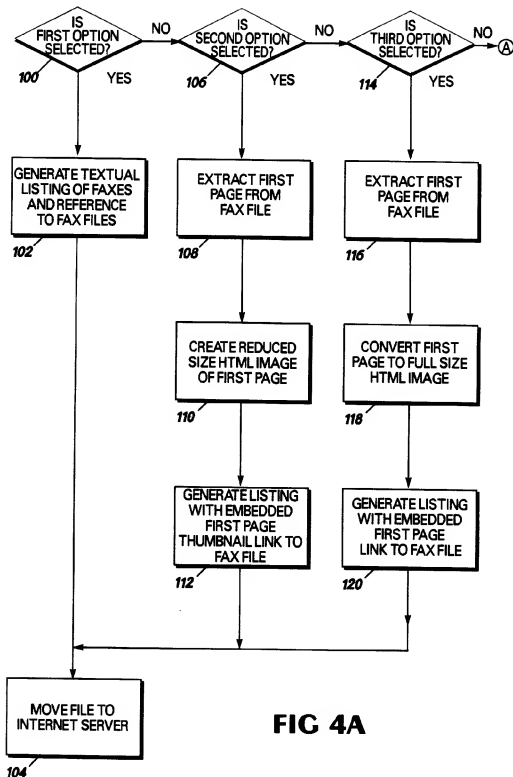 IS
FIRST OPTION
SELECTED?
100
NO
YES
IS
SECOND OPTION
SELECTED?
106
NO
YES
IS
THIRD OPTION
SELECTED?
114
NO
A
YES
GENERATE TEXTUAL
LISTING OF FAXES
AND REFERENCE
TO FAX FILES
102
EXTRACT FIRST
PAGE FROM
FAX FILE
108
EXTRACT FIRST
PAGE FROM
FAX FILE
116
CREATE REDUCED
SIZE HTML IMAGE
OF FIRST PAGE
110
CONVERT FIRST
PAGE TO FULL SIZE
HTML IMAGE
118
GENERATE LISTING
WITH EMBEDDED
FIRST PAGE
THUMBNAIL LINK TO
FAX FILE
112
GENERATE LISTING
WITH EMBEDDED
FIRST PAGE
LINK TO FAX FILE
120
MOVE FILE TO
INTERNET SERVER
104
FIG 4A